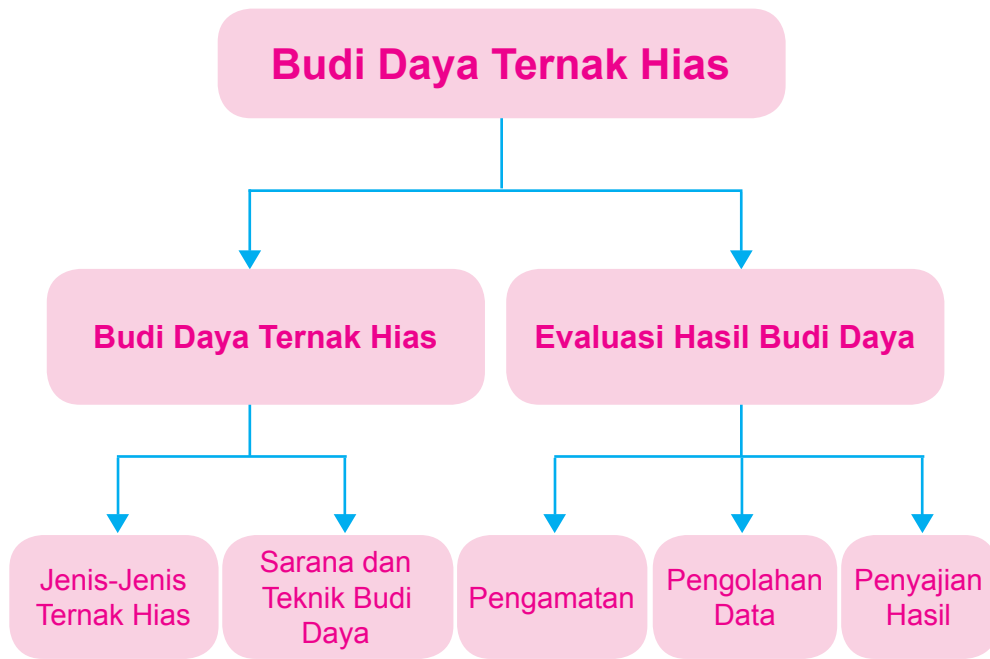 Budi Daya Ternak Hias
Budi Daya Ternak Hias
Evaluasi Hasil Budi Daya
Jenis-Jenis
Ternak Hias
Sarana dan
Teknik Budi
Daya
Pengamatan
Pengolahan
Data
Penyajian
Hasil